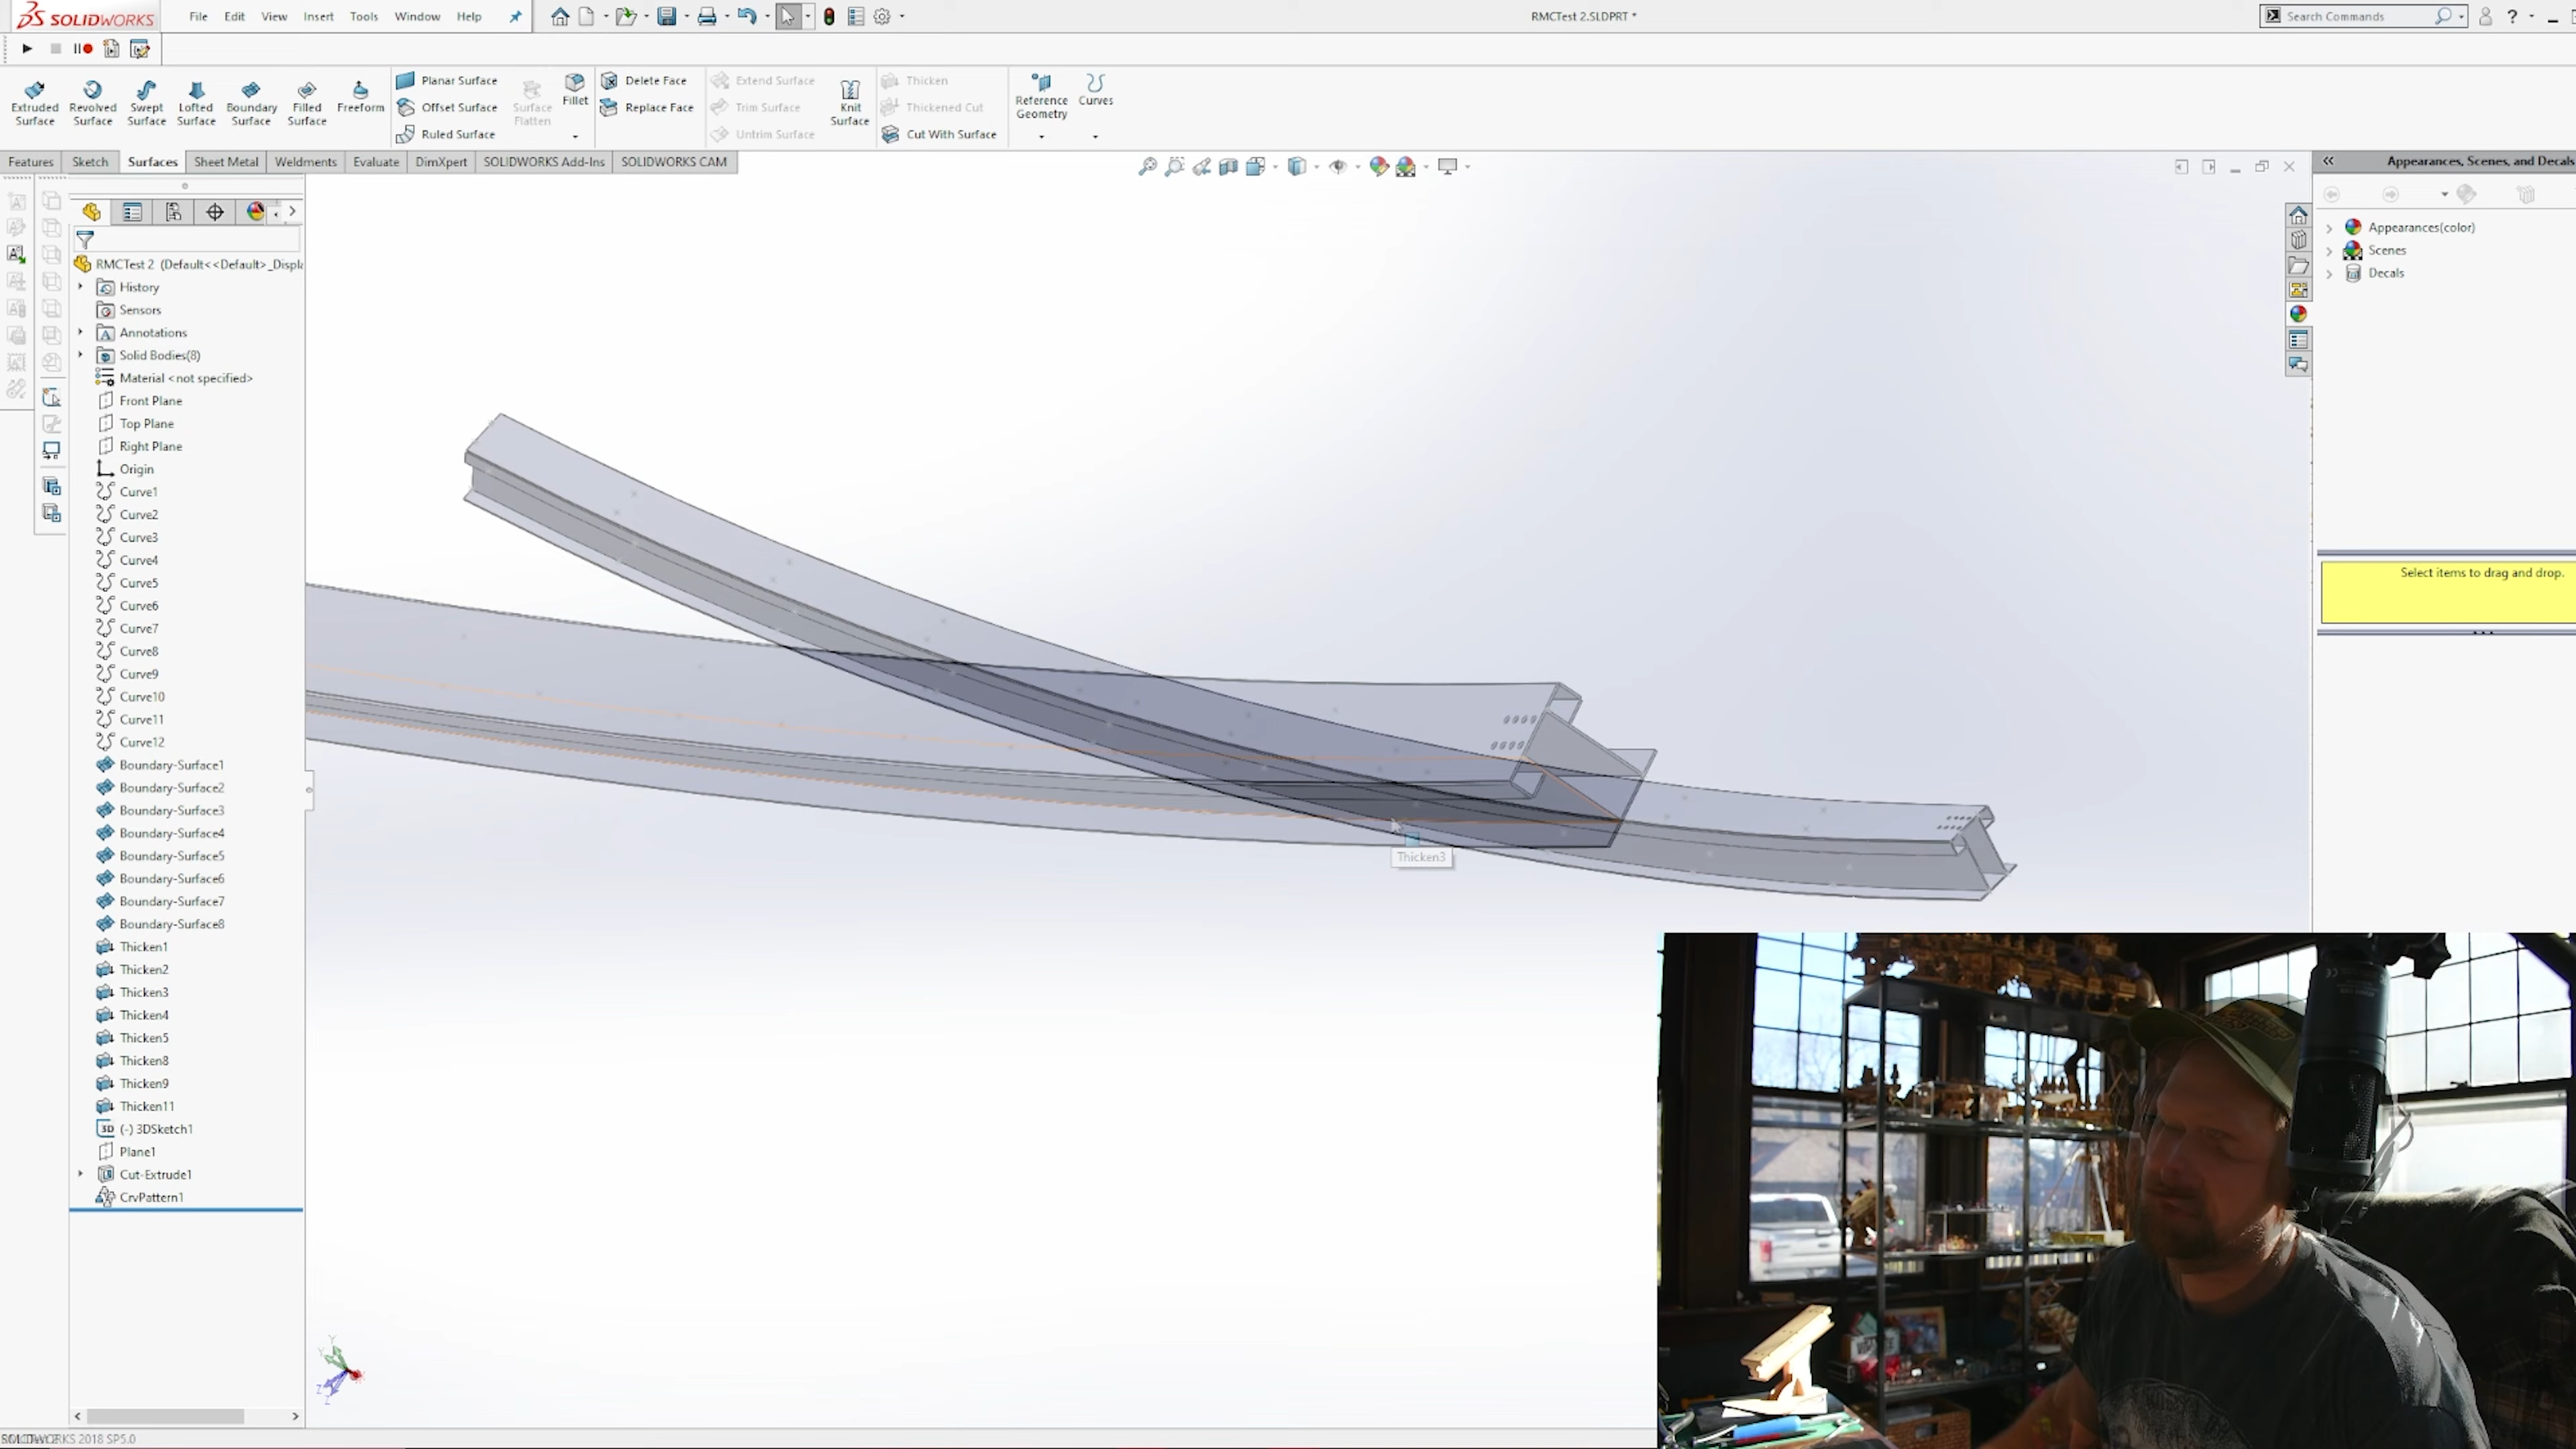 SOLIDWORKS File Edit View Insert Tools Window Help RMCTest 2.SLDPRT * Search Commands
Extruded Surface
Revolved Surface
Swept Surface
Lofted Surface
Boundary Surface
Filled Surface
Freeform
Planar Surface
Offset Surface
Ruled Surface
Surface Flatten
Fillet
Delete Face
Replace Face
Extend Surface
Trim Surface
Untrim Surface
Knit Surface
Thicken
Thickened Cut
Cut With Surface
Reference Geometry
Curves
Features Sketch Surfaces Sheet Metal Weldments Evaluate DimXpert SOLIDWORKS Add-Ins SOLIDWORKS CAM
Appearances, Scenes, and Decals
Appearances(color)
Scenes
Decals
Select items to drag and drop.
RMCTest 2 (Default<<Default>_Displa
History
Sensors
Annotations
Solid Bodies(8)
Material <not specified>
Front Plane
Top Plane
Right Plane
Origin
Curve1
Curve2
Curve3
Curve4
Curve5
Curve6
Curve7
Curve8
Curve9
Curve10
Curve11
Curve12
Boundary-Surface1
Boundary-Surface2
Boundary-Surface3
Boundary-Surface4
Boundary-Surface5
Boundary-Surface6
Boundary-Surface7
Boundary-Surface8
Thicken1
Thicken2
Thicken3
Thicken4
Thicken5
Thicken8
Thicken9
Thicken11
3D (-) 3DSketch1
Plane1
Cut-Extrude1
CrvPattern1
Thicken3
Y
Z
2018 SP5.0